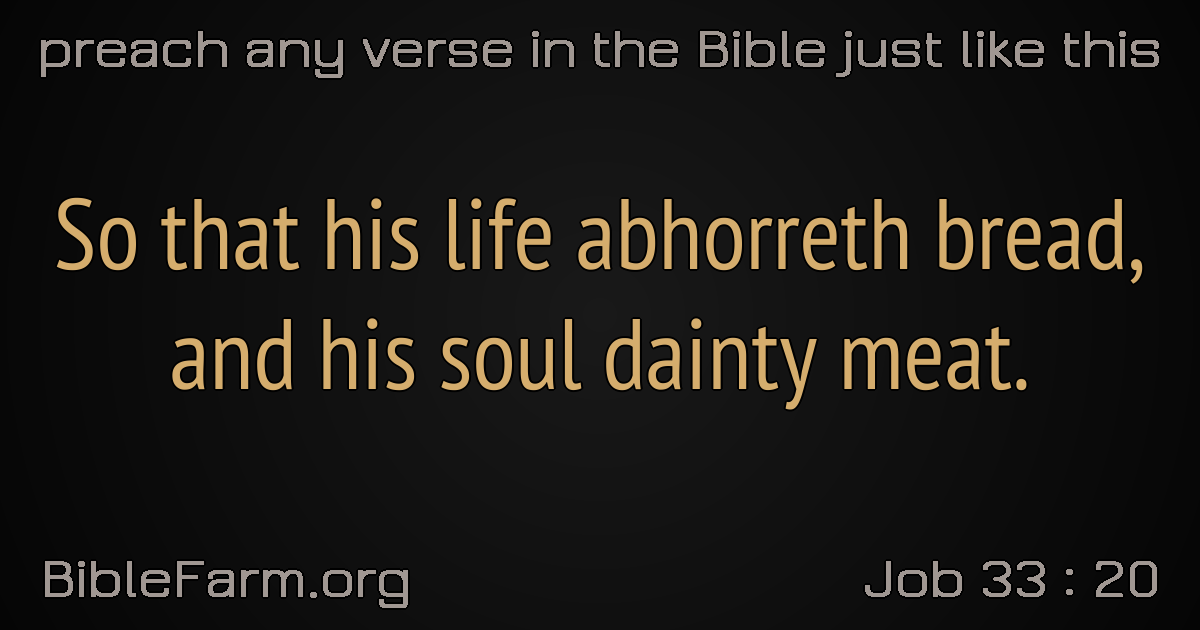 preach any verse in the Bible just like this
So that his life abhorreth bread,
and his soul dainty meat.
BibleFarm.org
Job 33 : 20